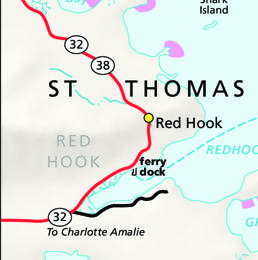 Shark
Island
32
38
ST THOMAS
Red Hook
RED
HOOK
REDHOO
ferry
dock
32
To Charlotte Amalie